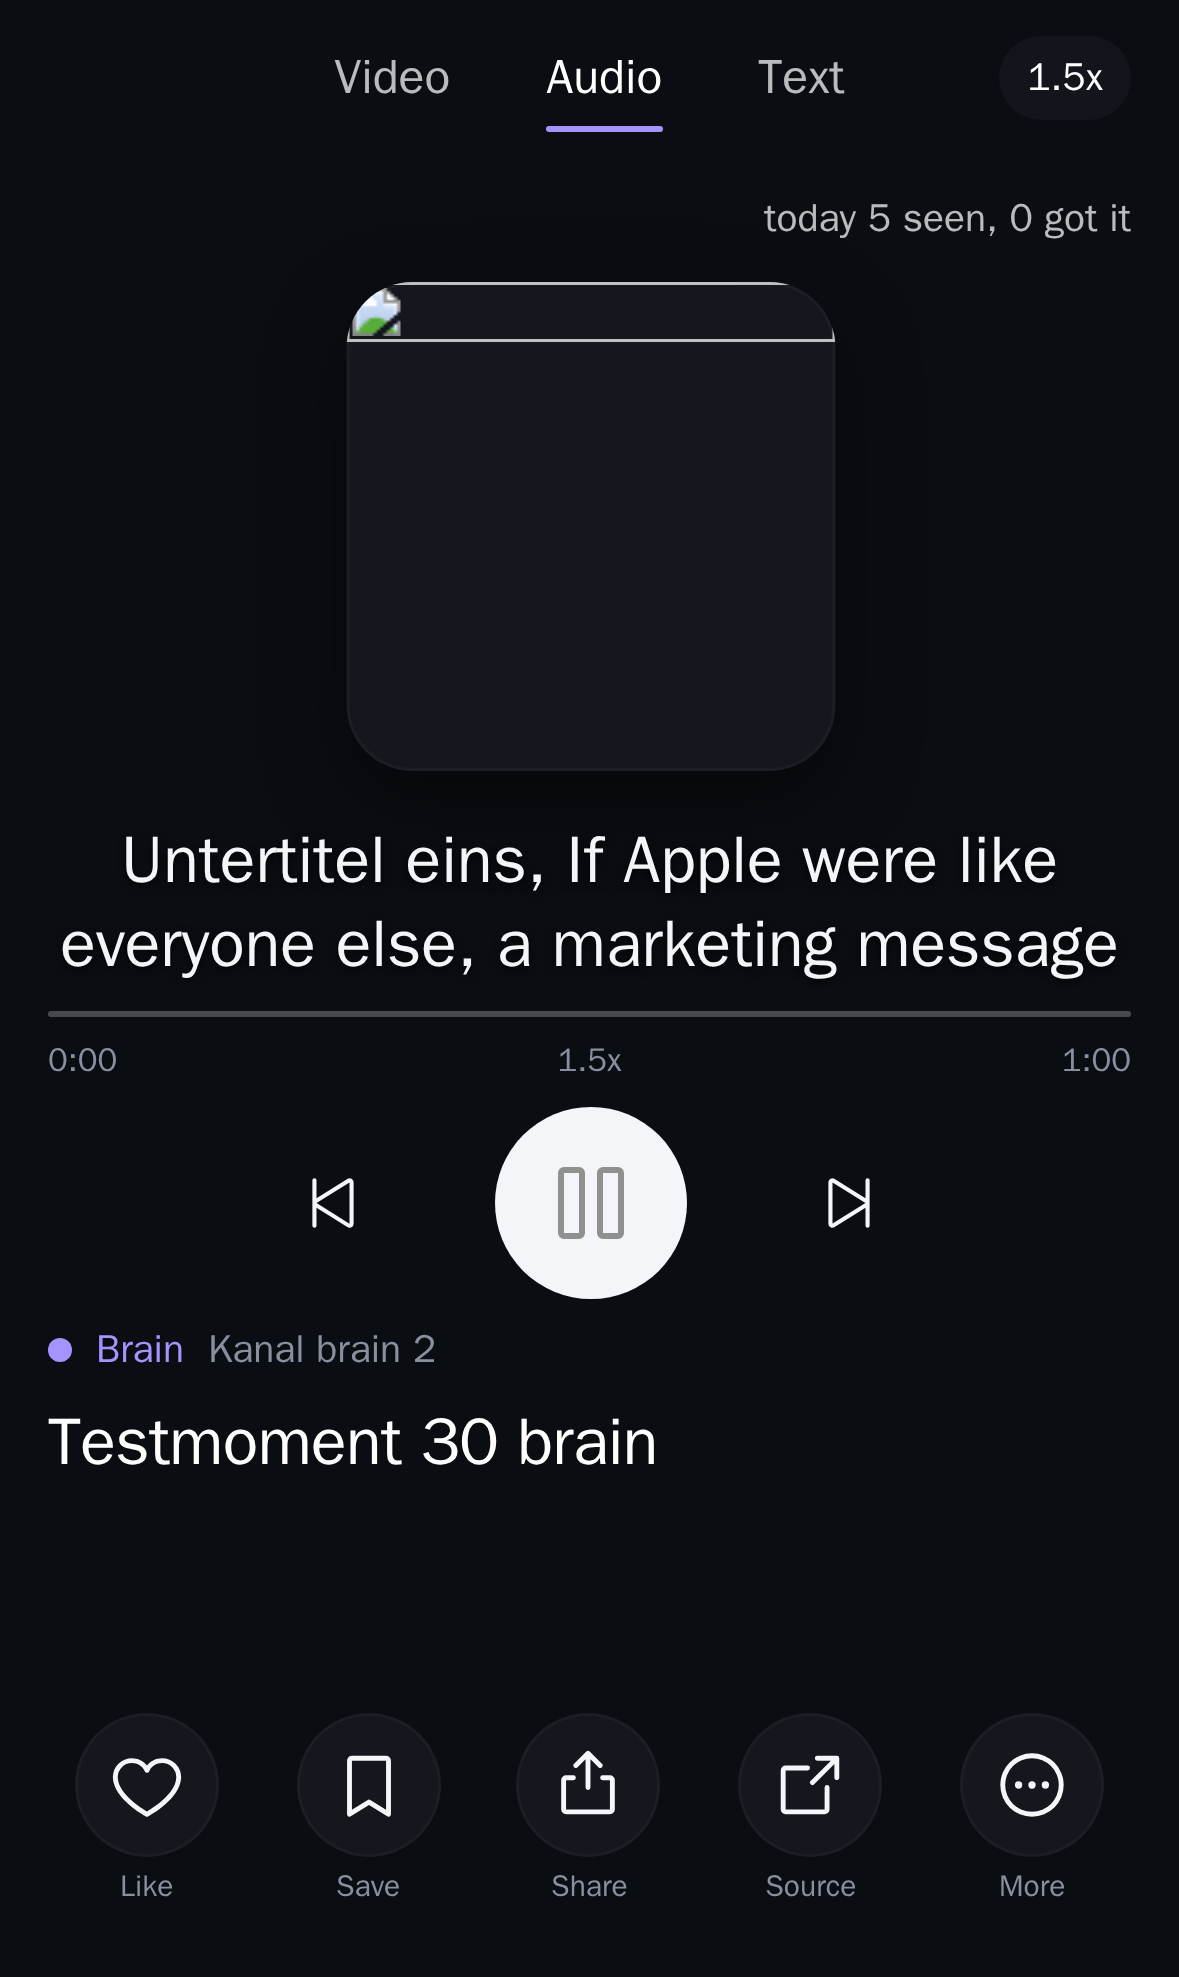 Video Audio Text 1.5x
today 5 seen, 0 got it
Untertitel eins, If Apple were like
everyone else, a marketing message
0:00 1.5x 1:00
Brain Kanal brain 2
Testmoment 30 brain
Like Save Share Source More